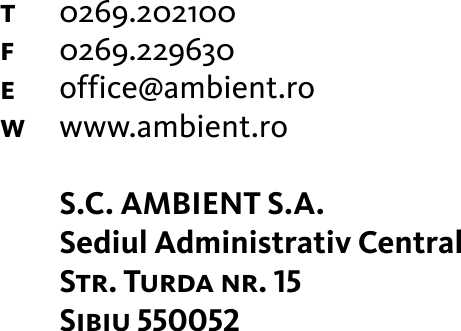 T 0269.202100
F 0269.229630
E office@ambient.ro
W www.ambient.ro
S.C. AMBIENT S.A.
Sediul Administrativ Central
Str. Turda nr. 15
Sibiu 550052